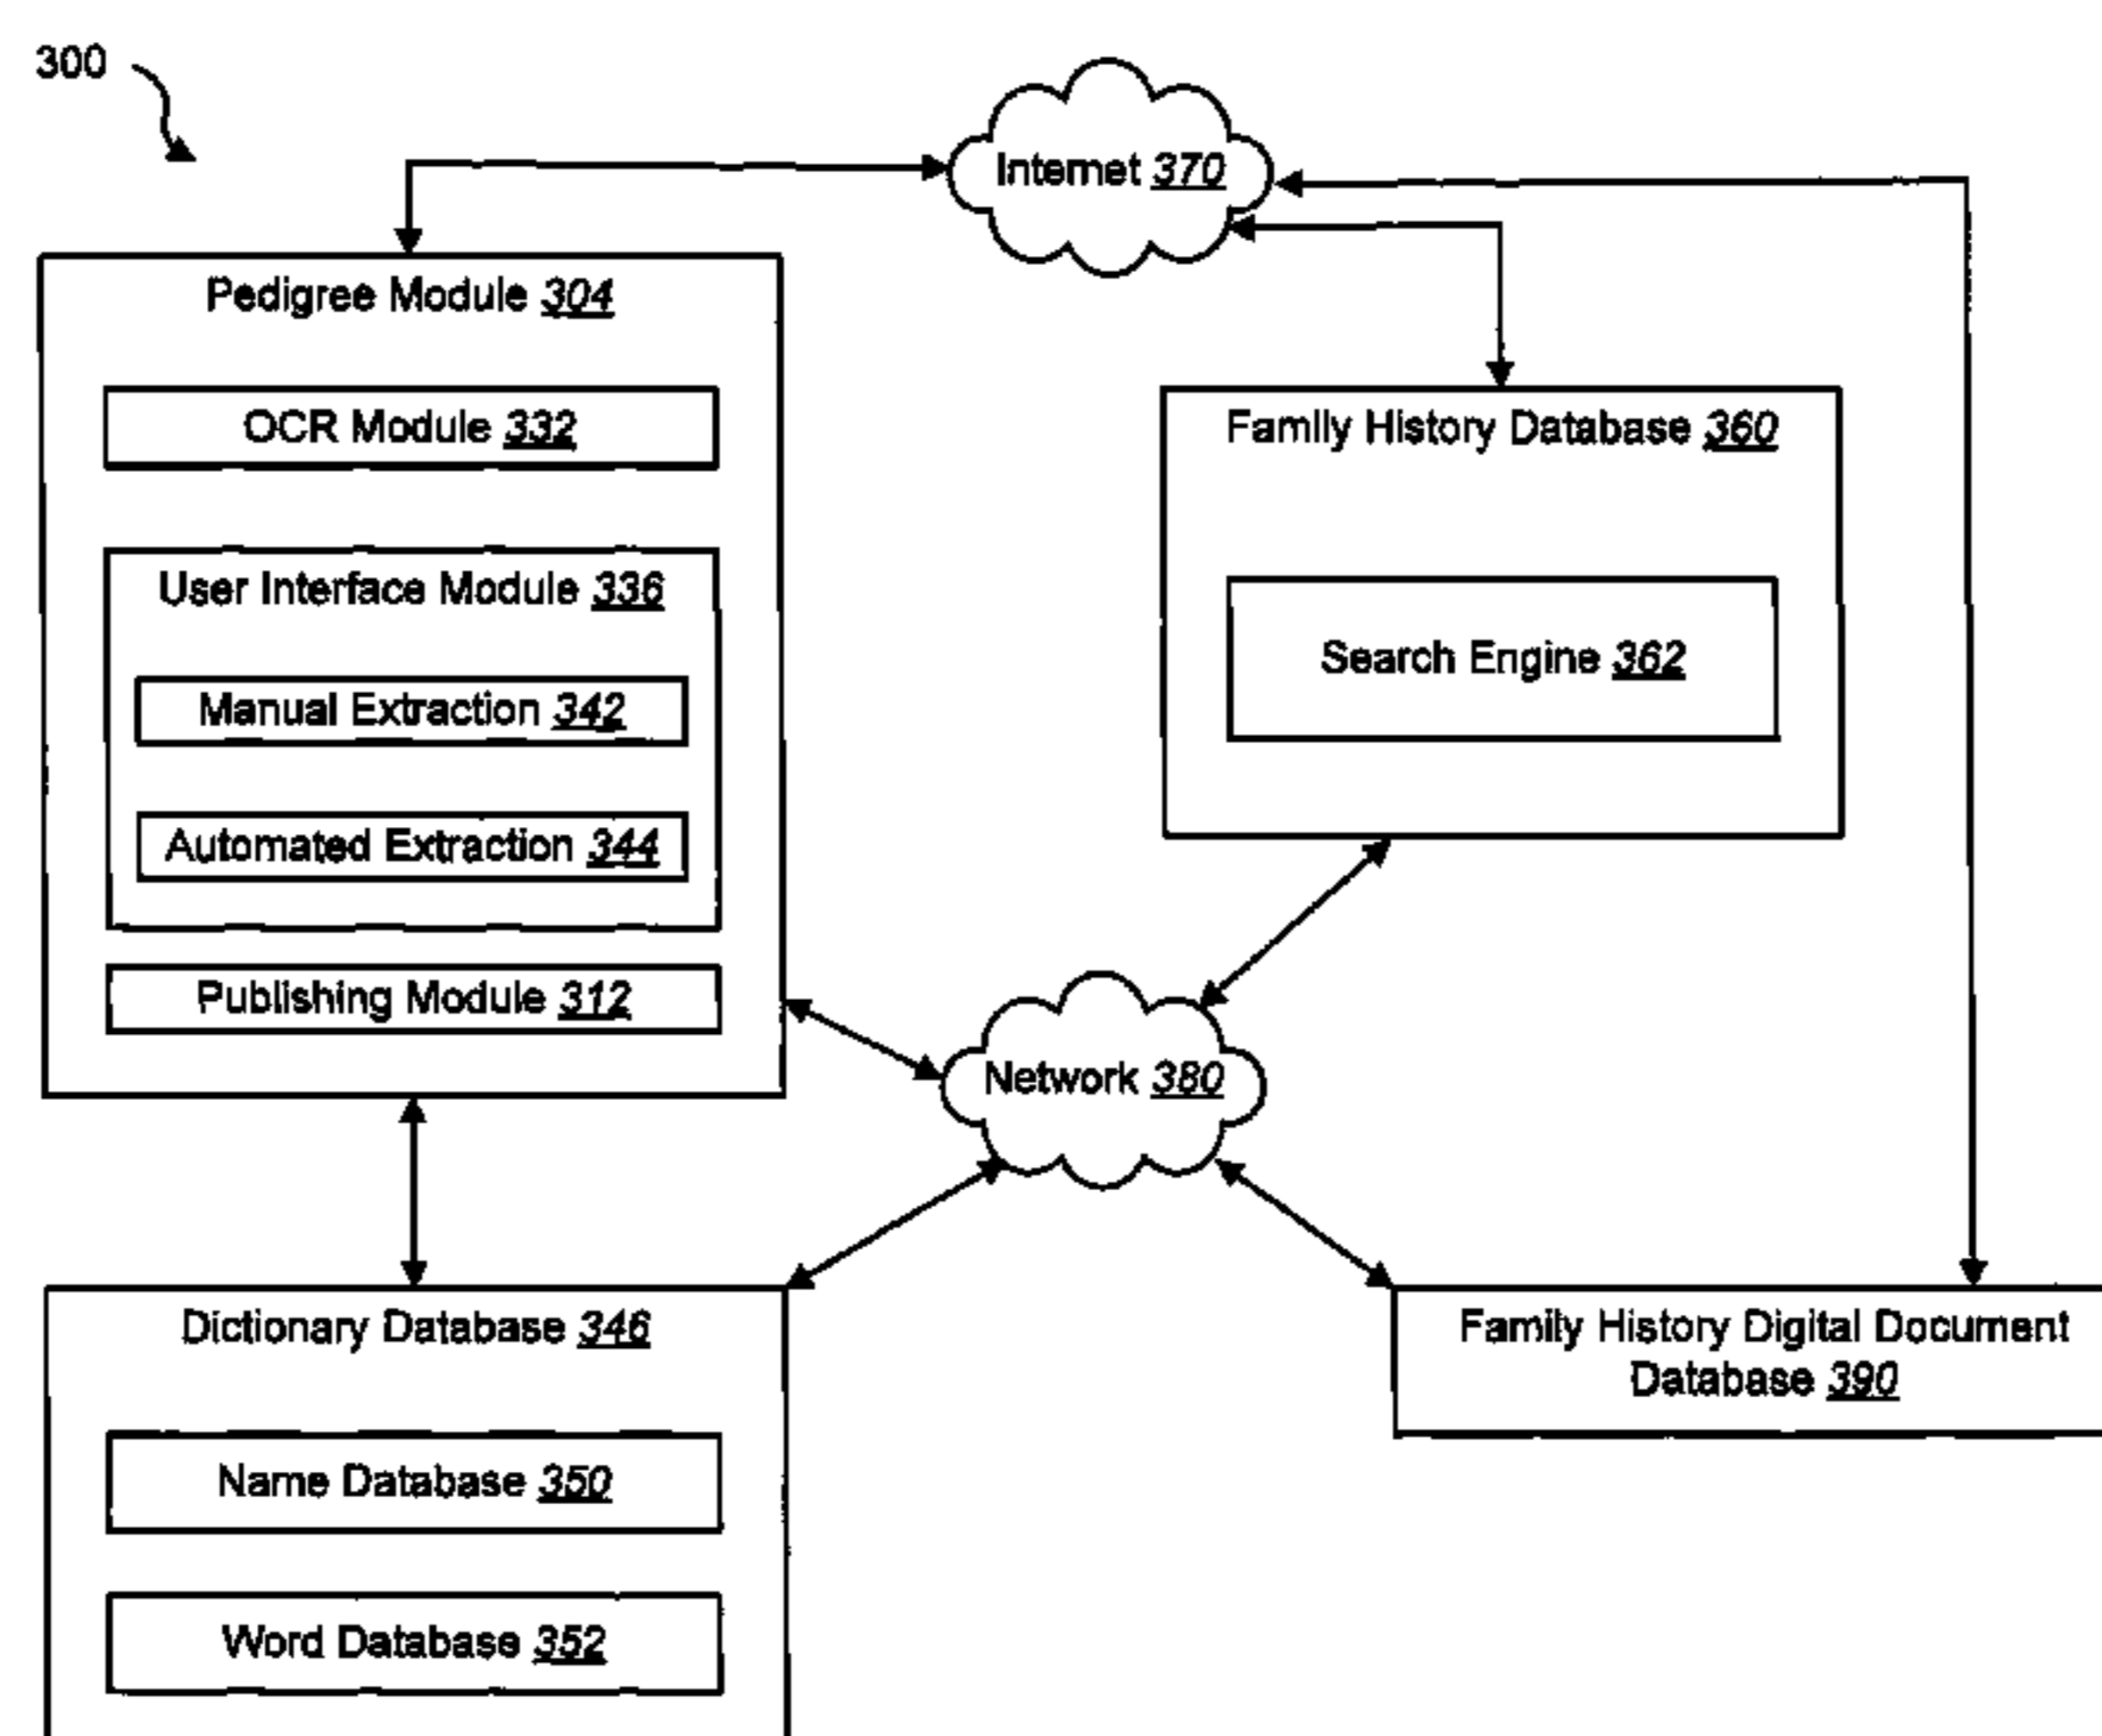 300
Internet 370
Pedigree Module 304
OCR Module 332
User Interface Module 336
Manual Extraction 342
Automated Extraction 344
Publishing Module 312
Family History Database 360
Search Engine 362
Network 380
Dictionary Database 346
Name Database 350
Word Database 352
Family History Digital Document
Database 390